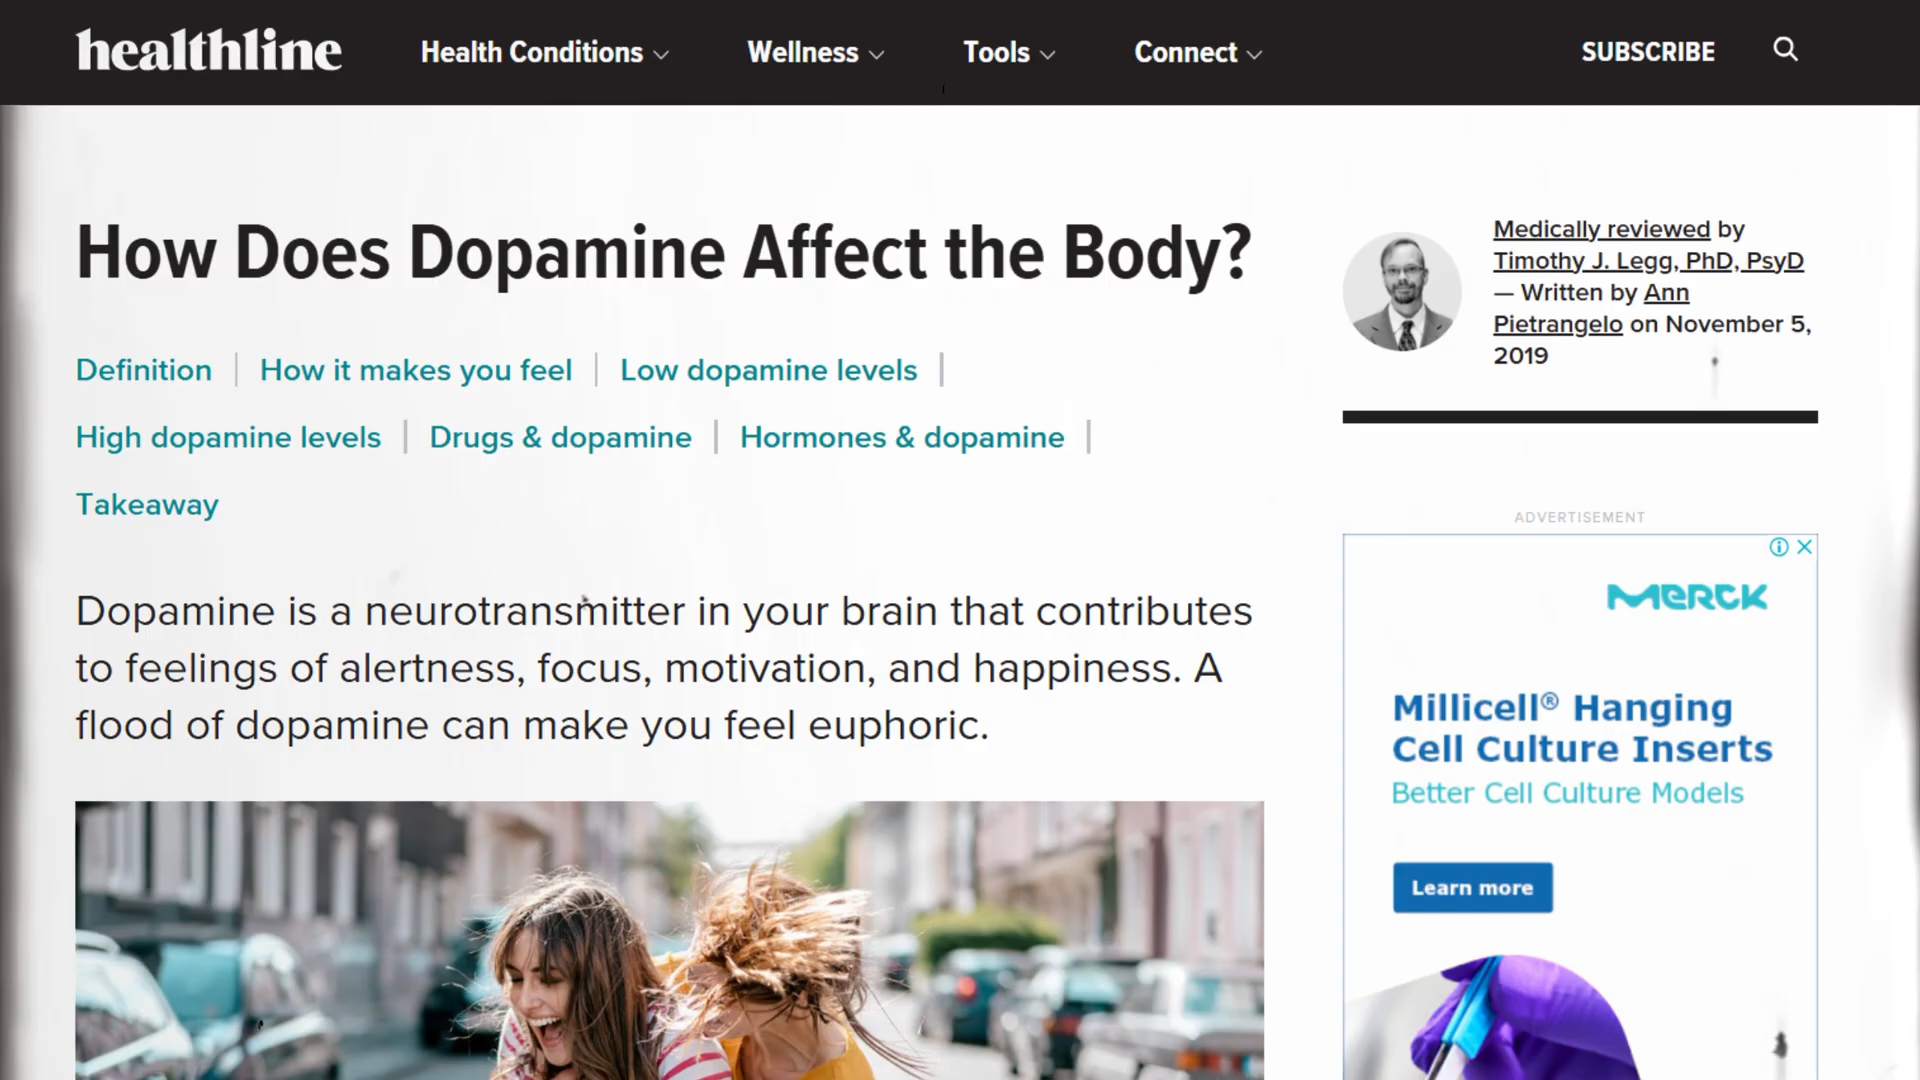 healthline
Health Conditions
Wellness
Tools
Connect
SUBSCRIBE
How Does Dopamine Affect the Body?
Definition
How it makes you feel
Low dopamine levels
High dopamine levels
Drugs & dopamine
Hormones & dopamine
Takeaway
Dopamine is a neurotransmitter in your brain that contributes
to feelings of alertness, focus, motivation, and happiness. A
flood of dopamine can make you feel euphoric.
Medically reviewed by
Timothy J. Legg, PhD, PsyD
— Written by Ann
Pietrangelo on November 5,
2019
ADVERTISEMENT
MERCK
Millicell® Hanging
Cell Culture Inserts
Better Cell Culture Models
Learn more